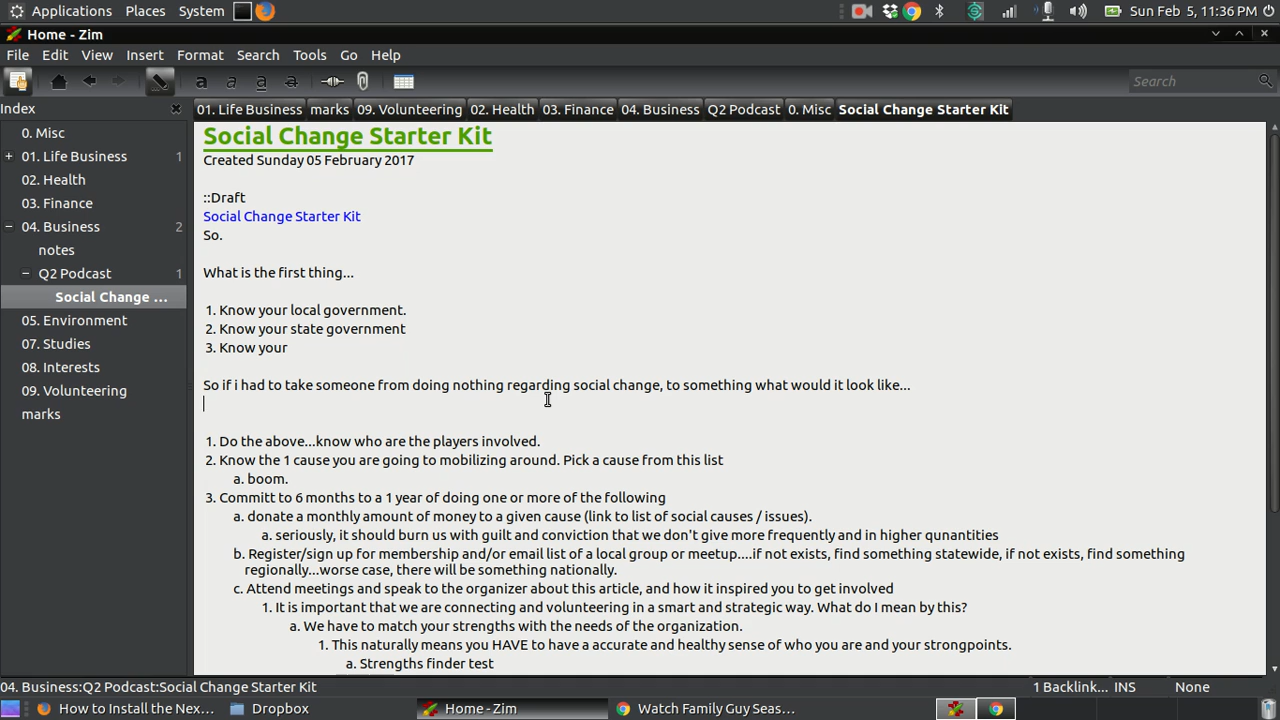 Applications Places System Sun Feb 5, 11:36 PM
Home - Zim
File Edit View Insert Format Search Tools Go Help
a a a a Search
Index 01. Life Business marks 09. Volunteering 02. Health 03. Finance 04. Business Q2 Podcast 0. Misc Social Change Starter Kit
0. Misc
01. Life Business 1
02. Health
03. Finance
04. Business 2
notes
Q2 Podcast 1
Social Change ...
05. Environment
07. Studies
08. Interests
09. Volunteering
marks
Social Change Starter Kit
Created Sunday 05 February 2017
::Draft
Social Change Starter Kit
So.
What is the first thing...
1. Know your local government.
2. Know your state government
3. Know your
So if i had to take someone from doing nothing regarding social change, to something what would it look like...
1. Do the above...know who are the players involved.
2. Know the 1 cause you are going to mobilizing around. Pick a cause from this list
a. boom.
3. Committ to 6 months to a 1 year of doing one or more of the following
a. donate a monthly amount of money to a given cause (link to list of social causes / issues).
a. seriously, it should burn us with guilt and conviction that we don't give more frequently and in higher qunantities
b. Register/sign up for membership and/or email list of a local group or meetup....if not exists, find something statewide, if not exists, find something
regionally...worse case, there will be something nationally.
c. Attend meetings and speak to the organizer about this article, and how it inspired you to get involved
1. It is important that we are connecting and volunteering in a smart and strategic way. What do I mean by this?
a. We have to match your strengths with the needs of the organization.
1. This naturally means you HAVE to have a accurate and healthy sense of who you are and your strongpoints.
a. Strengths finder test
04. Business:Q2 Podcast:Social Change Starter Kit 1 Backlink... INS None
How to Install the Nex... Dropbox Home - Zim Watch Family Guy Seas...